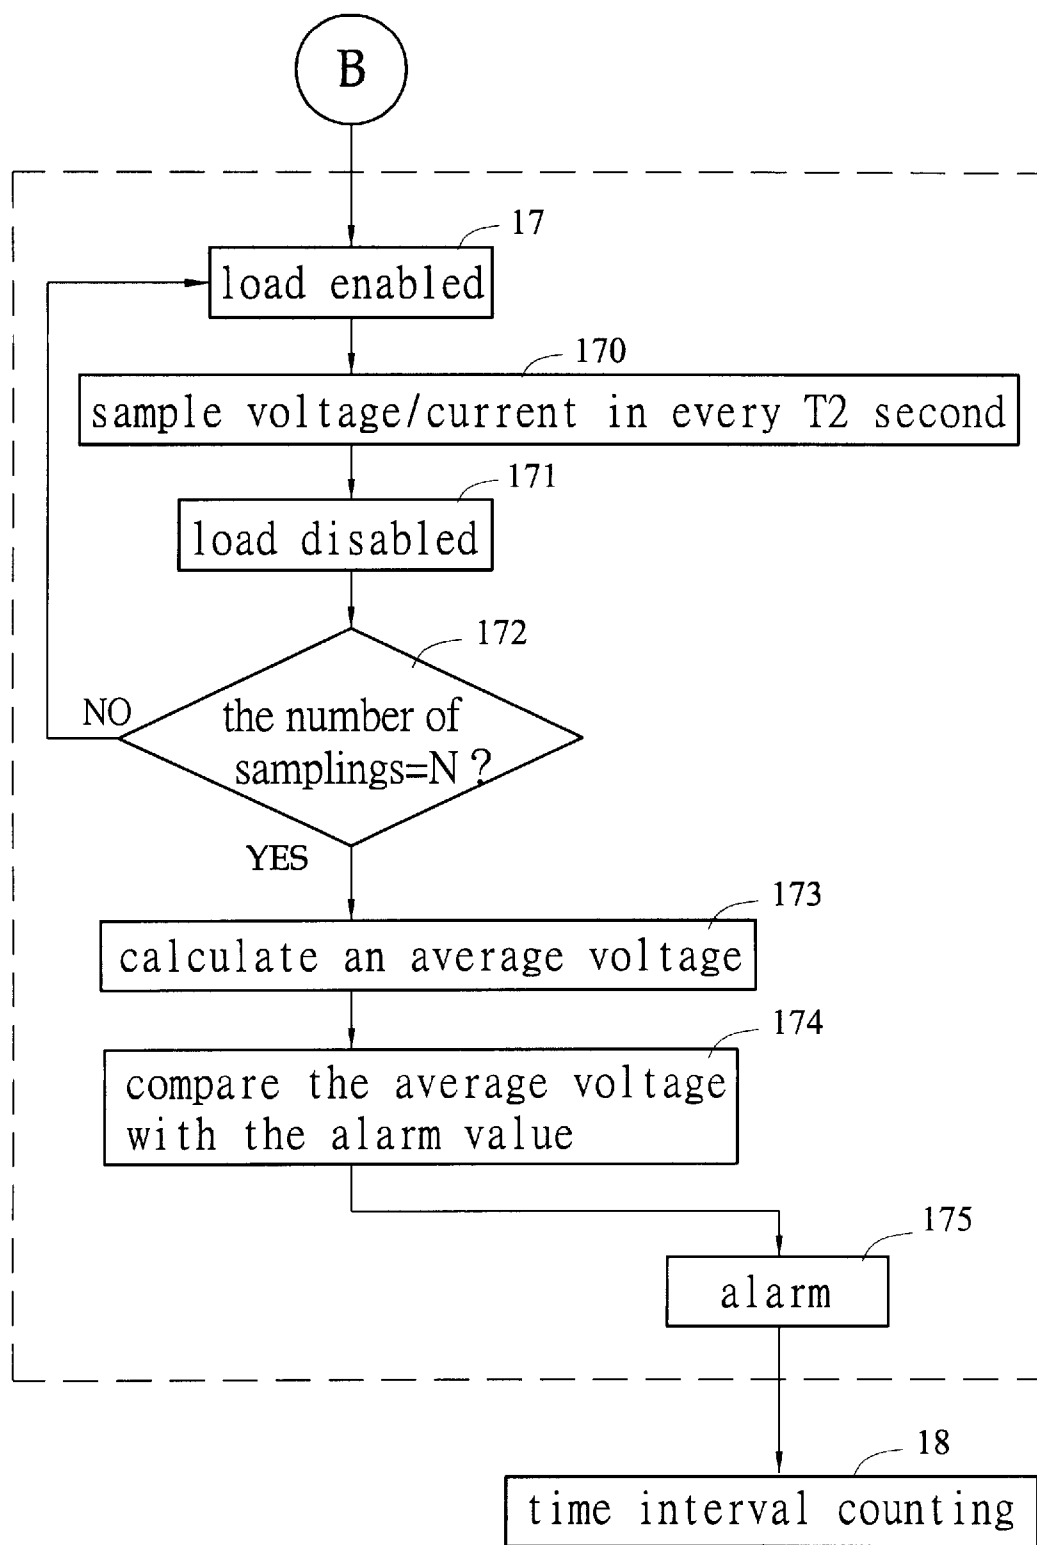 B
17
load enabled
170
sample voltage/current in every T2 second
171
load disabled
172
NO
the number of
samplings=N ?
YES
173
calculate an average voltage
174
compare the average voltage
with the alarm value
175
alarm
18
time interval counting